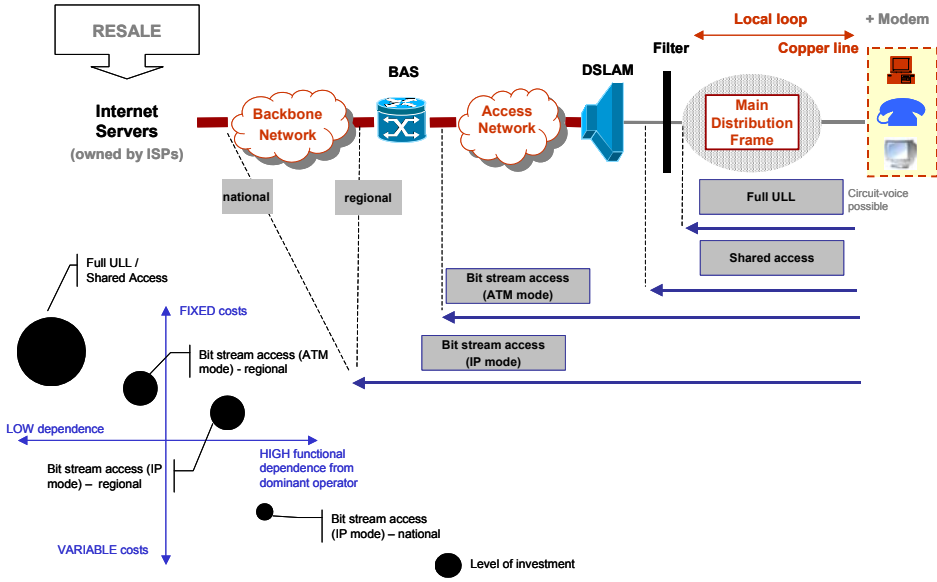 RESALE
Local loop
+ Modem
Filter
Copper line
BAS
DSLAM
Internet
Servers
(owned by ISPs)
Backbone
Network
Access
Network
Main
Distribution
Frame
national
regional
Full ULL
Circuit-voice
possible
Shared access
Full ULL /
Shared Access
Bit stream access
(ATM mode)
FIXED costs
Bit stream access
(IP mode)
Bit stream access (ATM
mode) - regional
LOW dependence
HIGH functional
dependence from
dominant operator
Bit stream access (IP
mode) – regional
Bit stream access
(IP mode) – national
VARIABLE costs
Level of investment